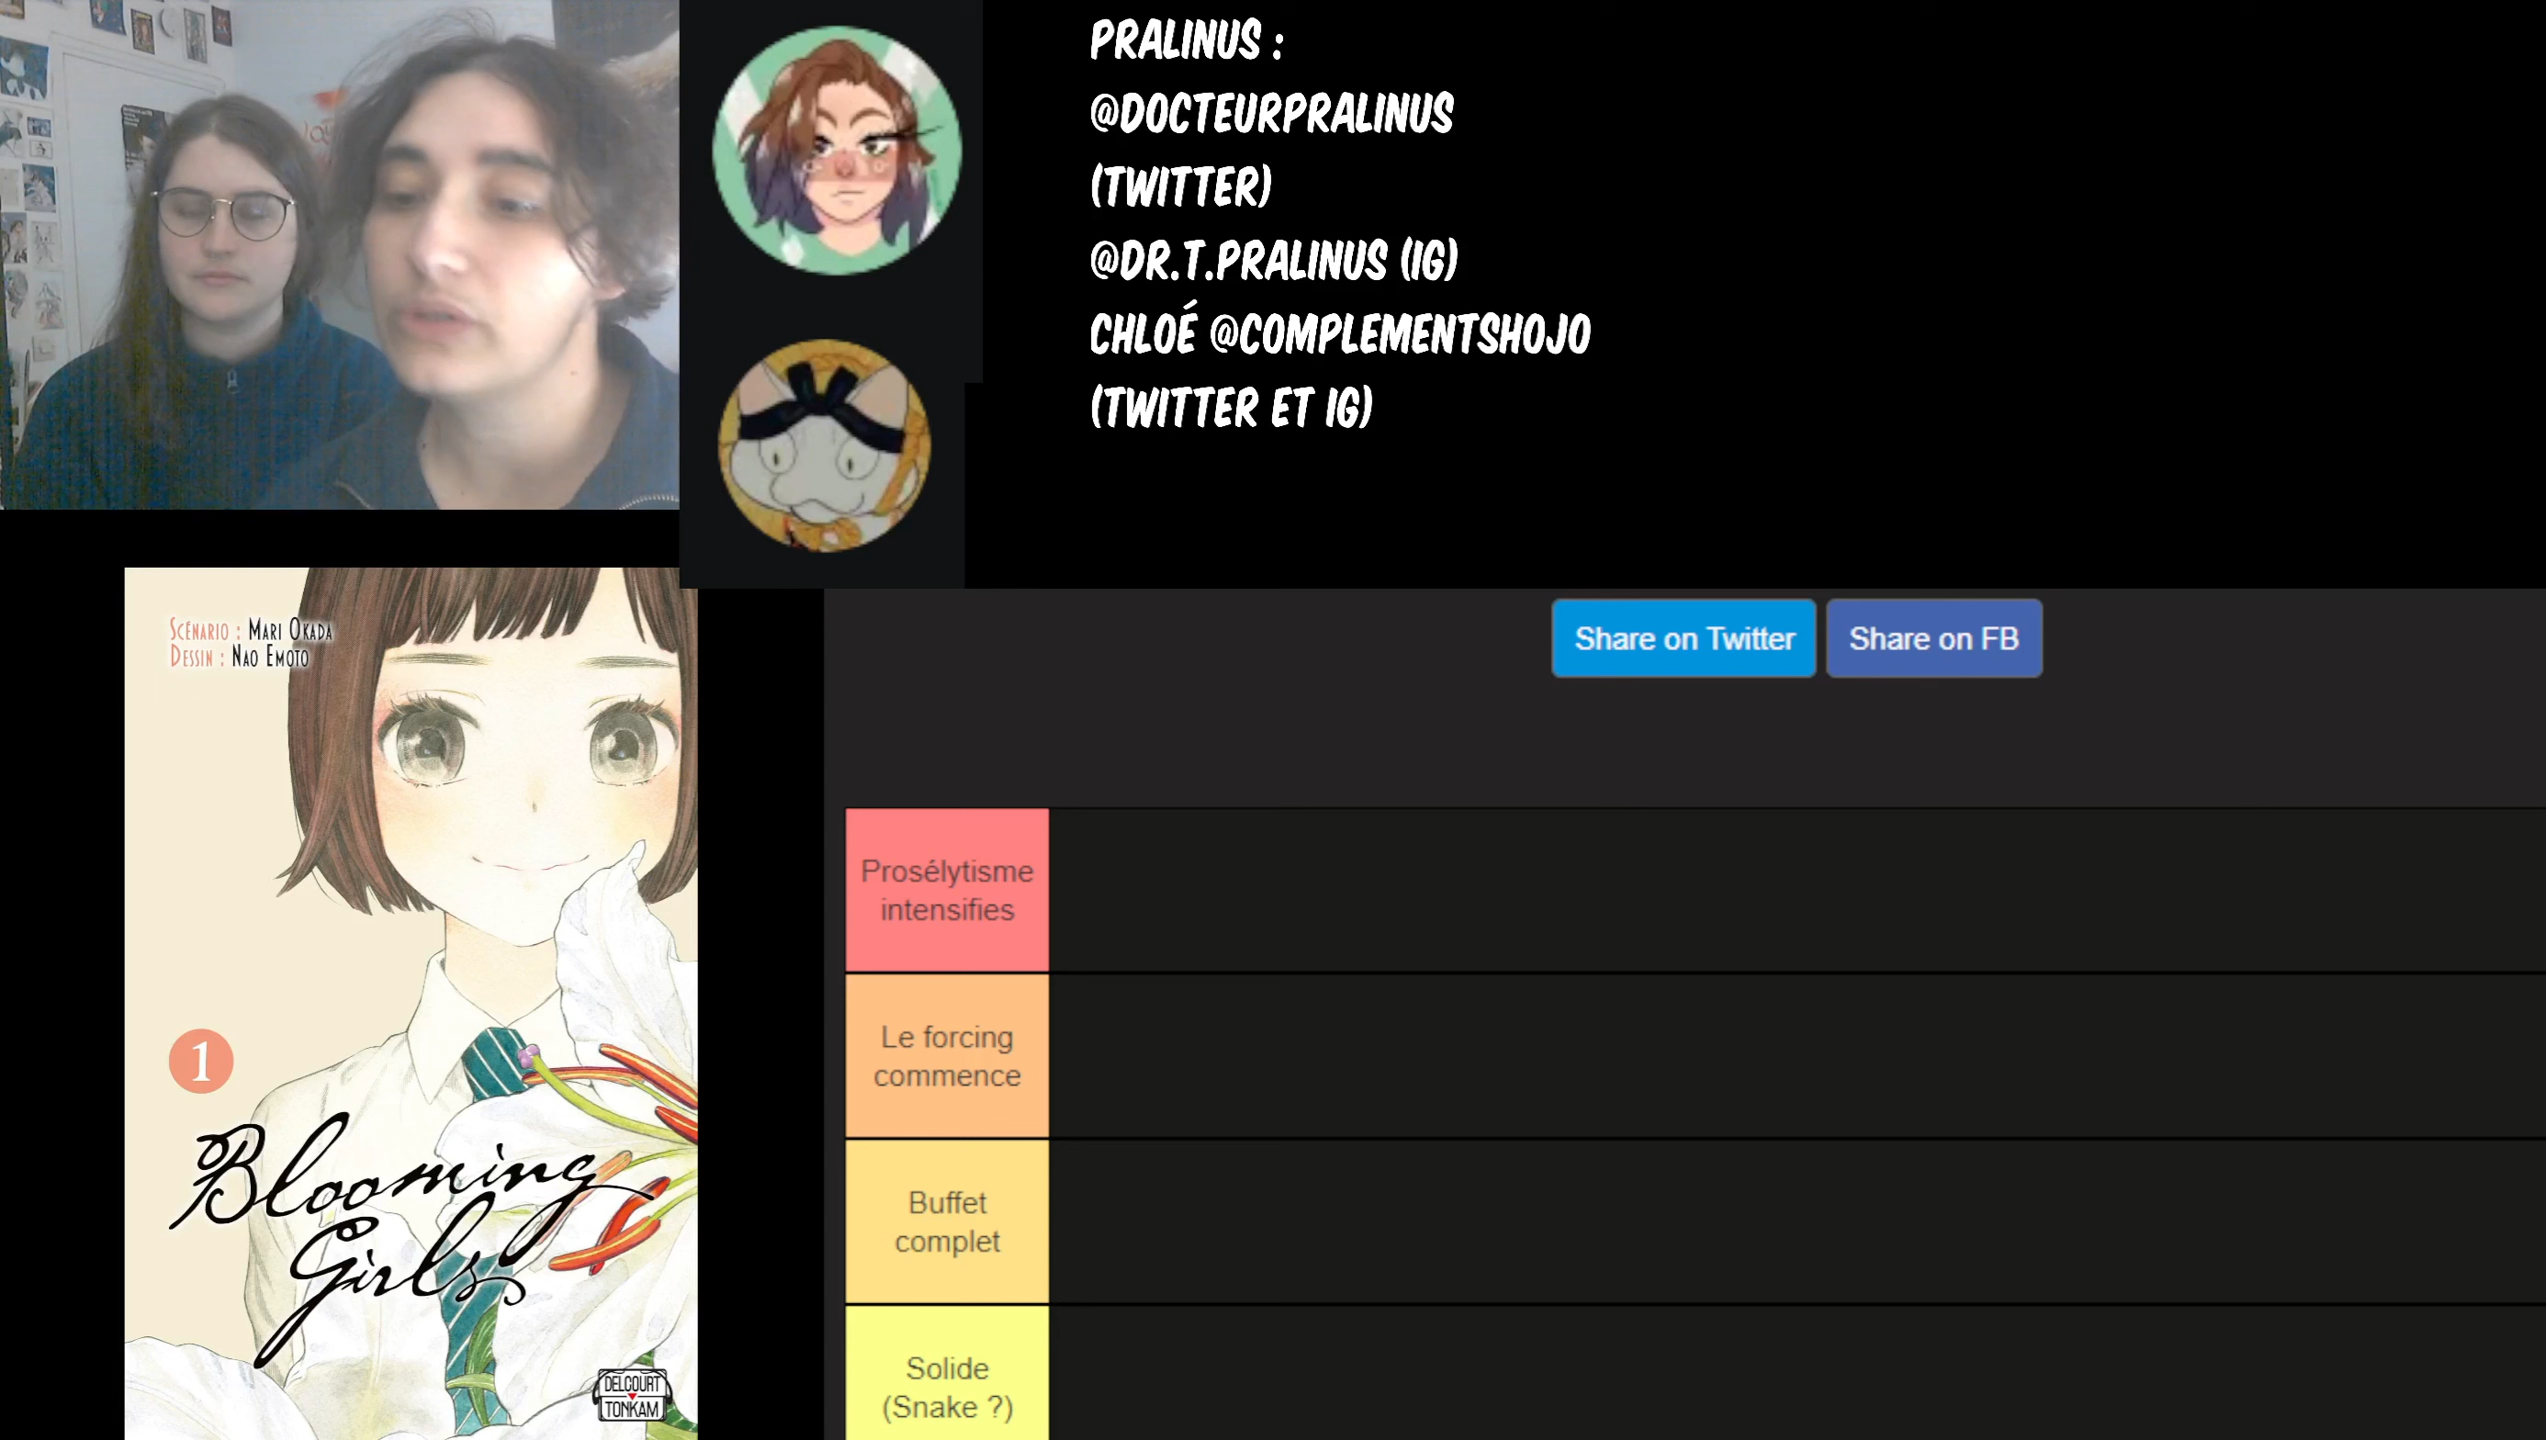 PRALINUS :
@DOCTEURPRALINUS
(TWITTER)
@DR.T.PRALINUS (IG)
CHLOÉ @COMPLEMENTSHOJO
(TWITTER ET IG)
SCÉNARIO : MARI OKADA
DESSIN : NAO EMOTO
1
Blooming
Girls
DELCOURT
TONKAM
Share on Twitter
Share on FB
Prosélytisme
intensifies
Le forcing
commence
Buffet
complet
Solide
(Snake ?)